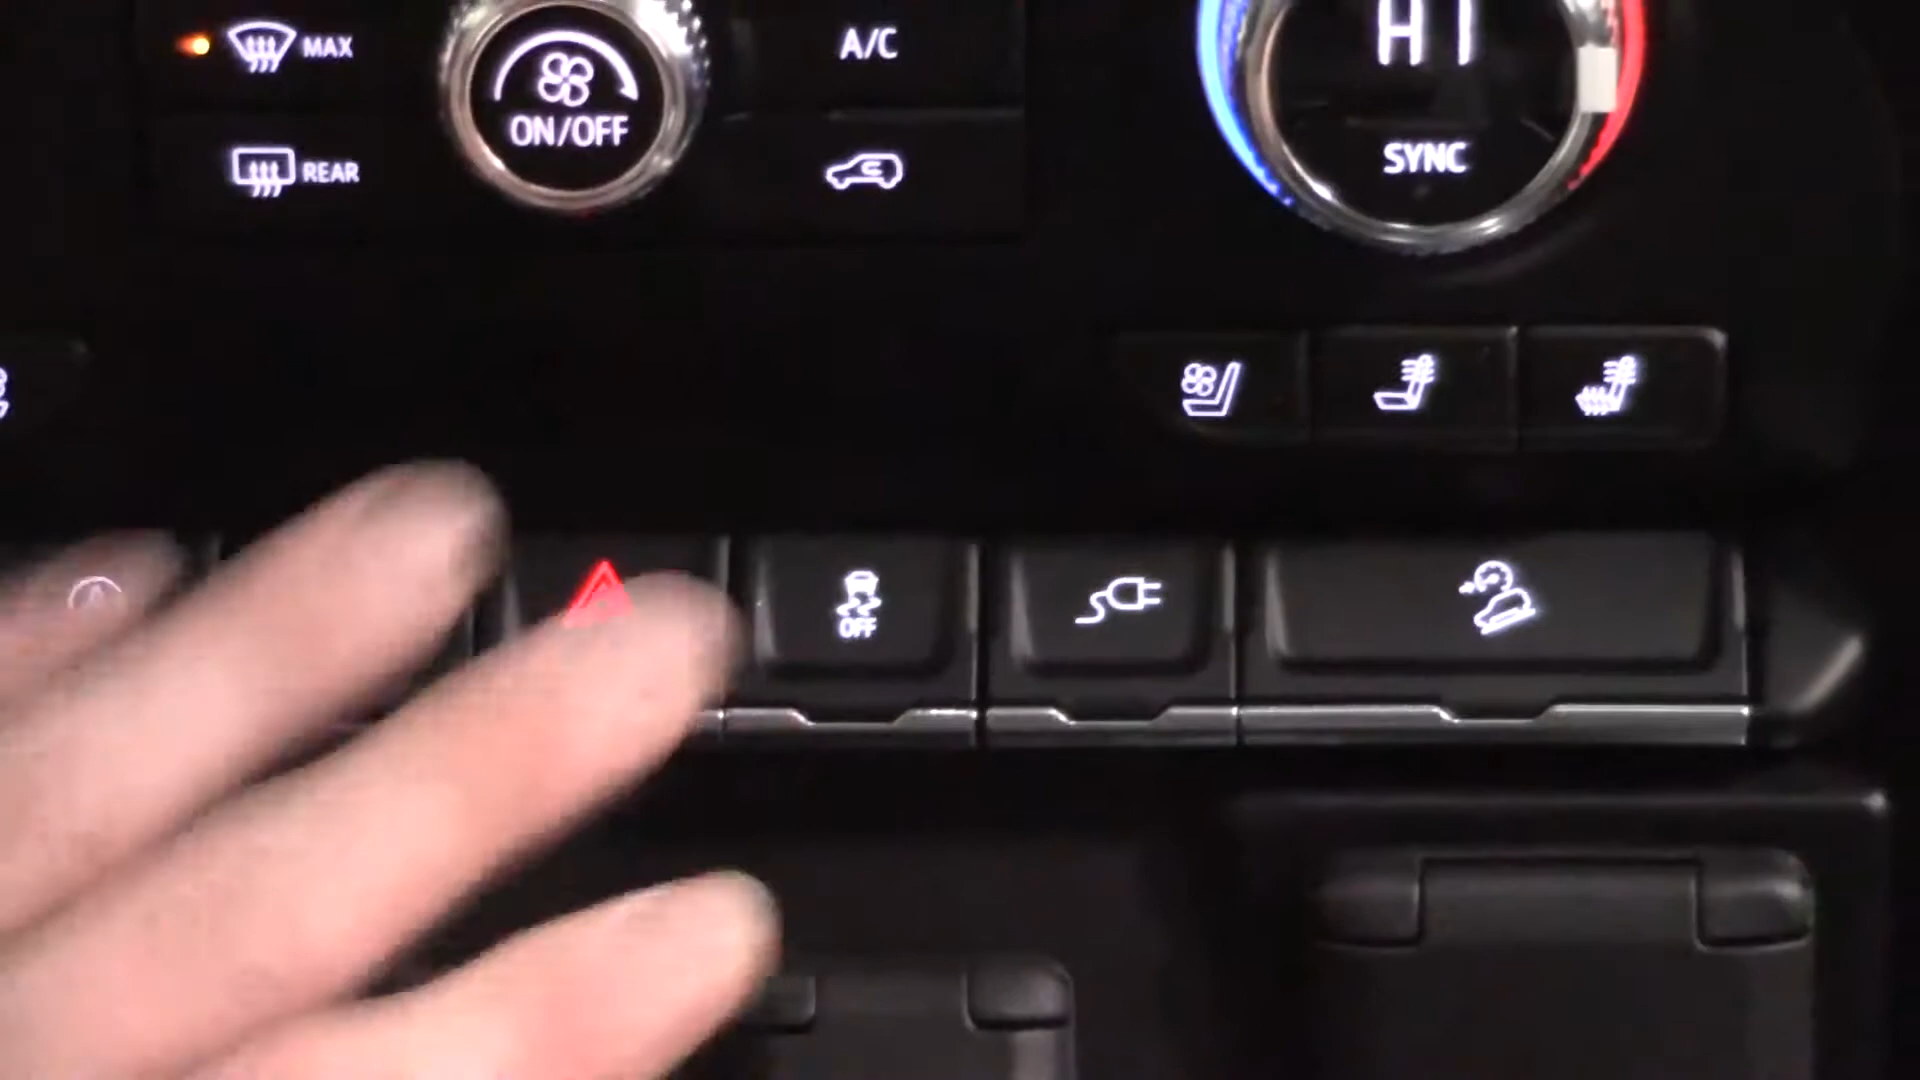 MAX
ON/OFF
A/C
HI
SYNC
REAR
OFF